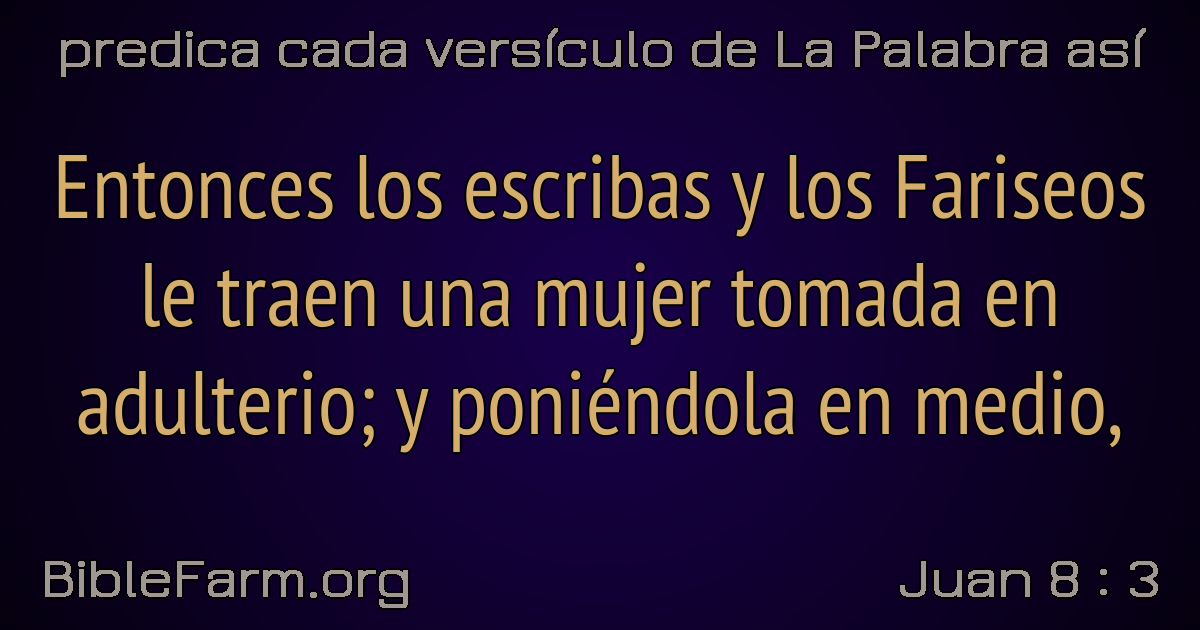 predica cada versículo de La Palabra así
Entonces los escribas y los Fariseos
le traen una mujer tomada en
adulterio; y poniéndola en medio,
BibleFarm.org
Juan 8 : 3